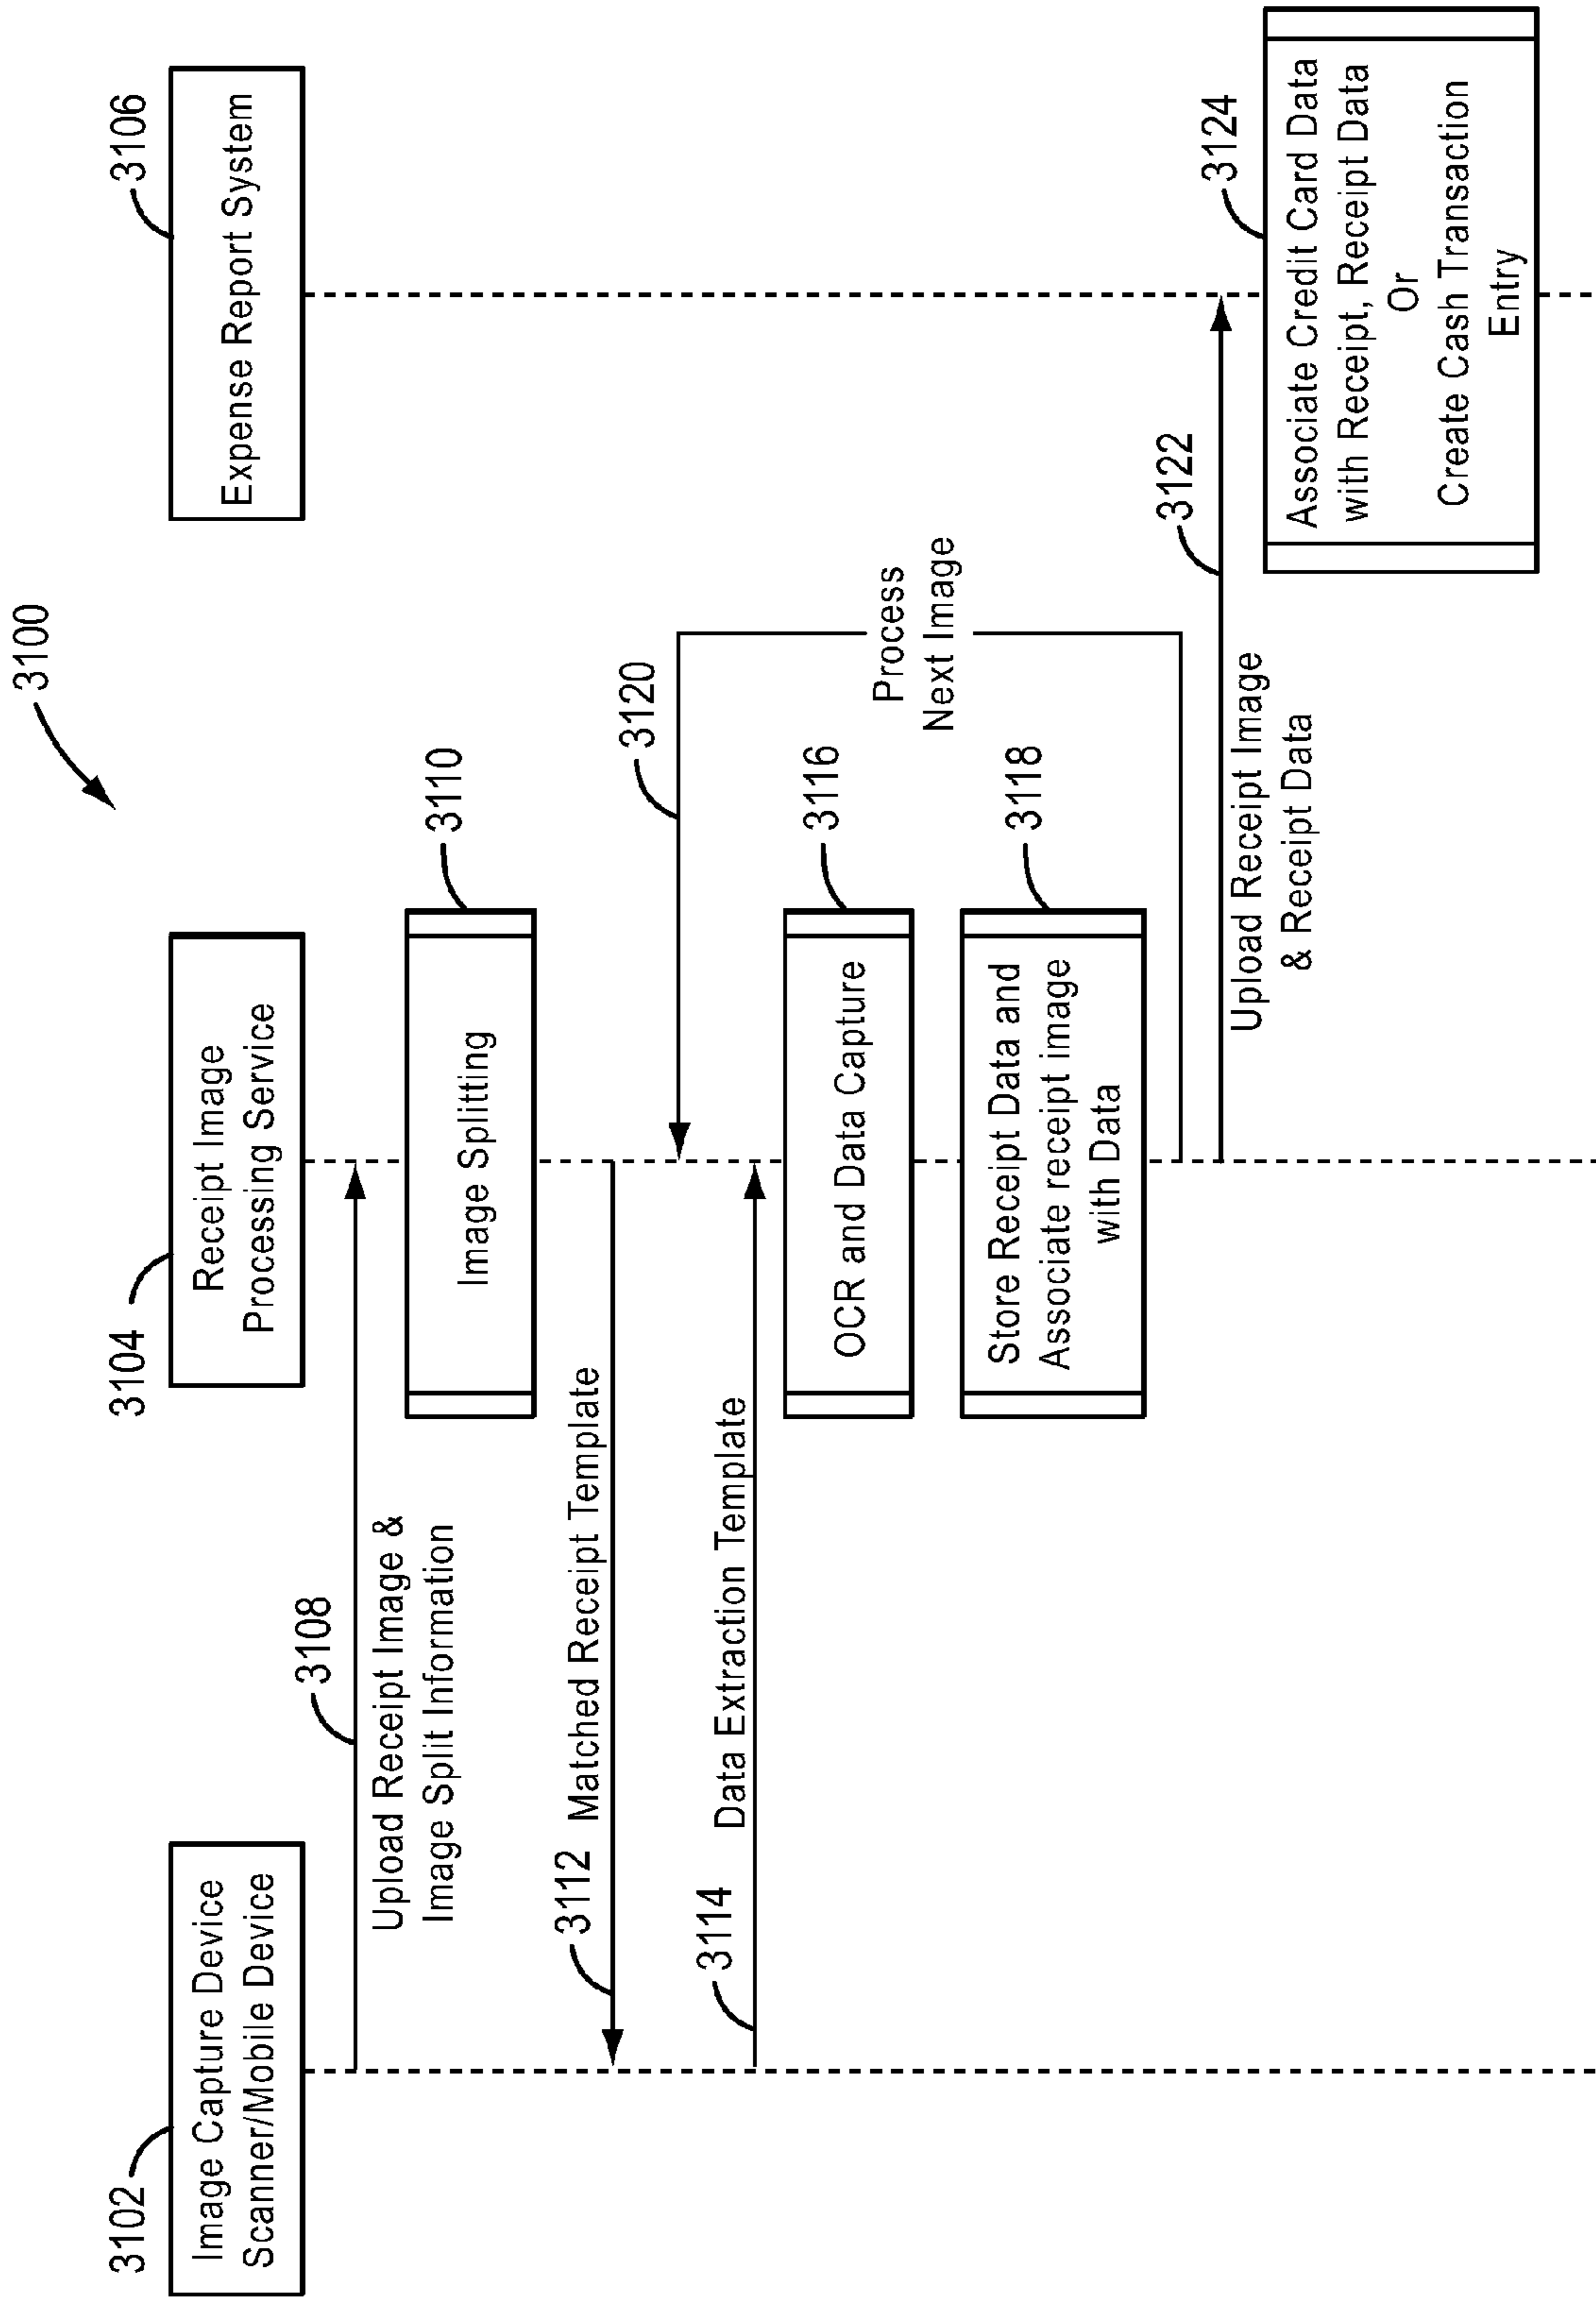 3100
3102
Image Capture Device
Scanner/Mobile Device
3104
Receipt Image
Processing Service
3106
Expense Report System
3108
Upload Receipt Image &
Image Split Information
3110
Image Splitting
3112
Matched Receipt Template
3120
Process
Next Image
3114
Data Extraction Template
3116
OCR and Data Capture
3118
Store Receipt Data and
Associate receipt image
with Data
3122
Upload Receipt Image
& Receipt Data
3124
Associate Credit Card Data
with Receipt, Receipt Data
Or
Create Cash Transaction
Entry